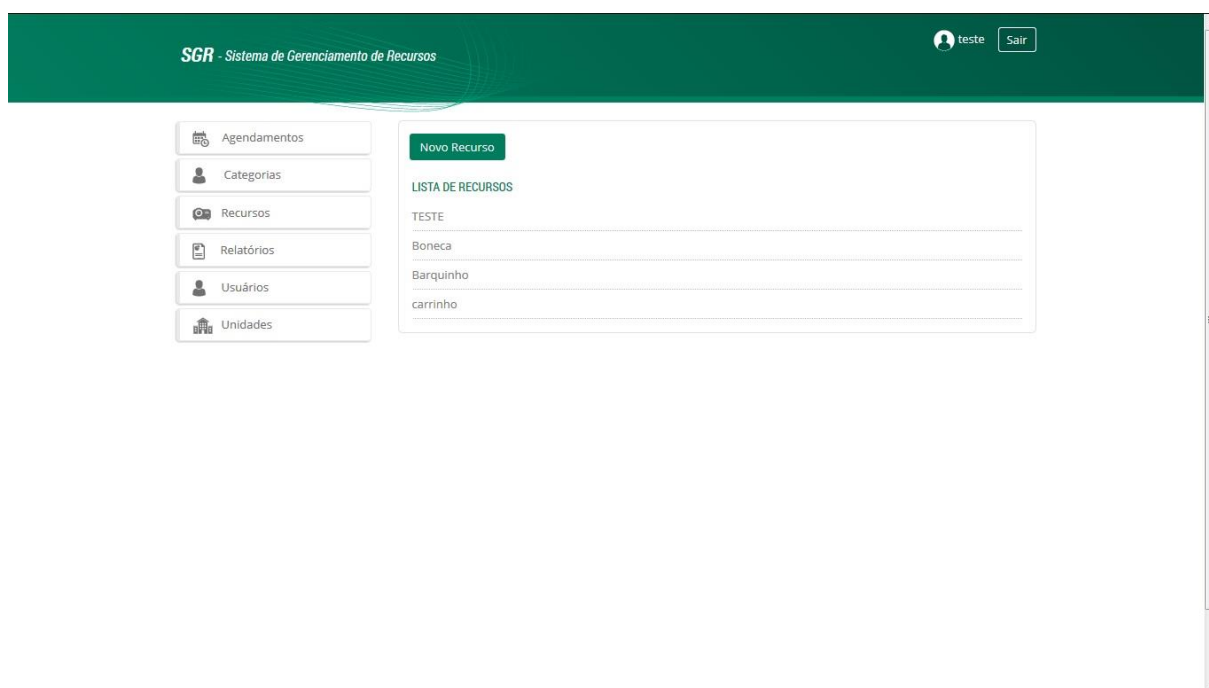 SGR - Sistema de Gerenciamento de Recursos
teste
Sair
Agendamentos
Categorias
Recursos
Relatórios
Usuários
Unidades
Novo Recurso
LISTA DE RECURSOS
TESTE
Boneca
Barquinho
carrinho